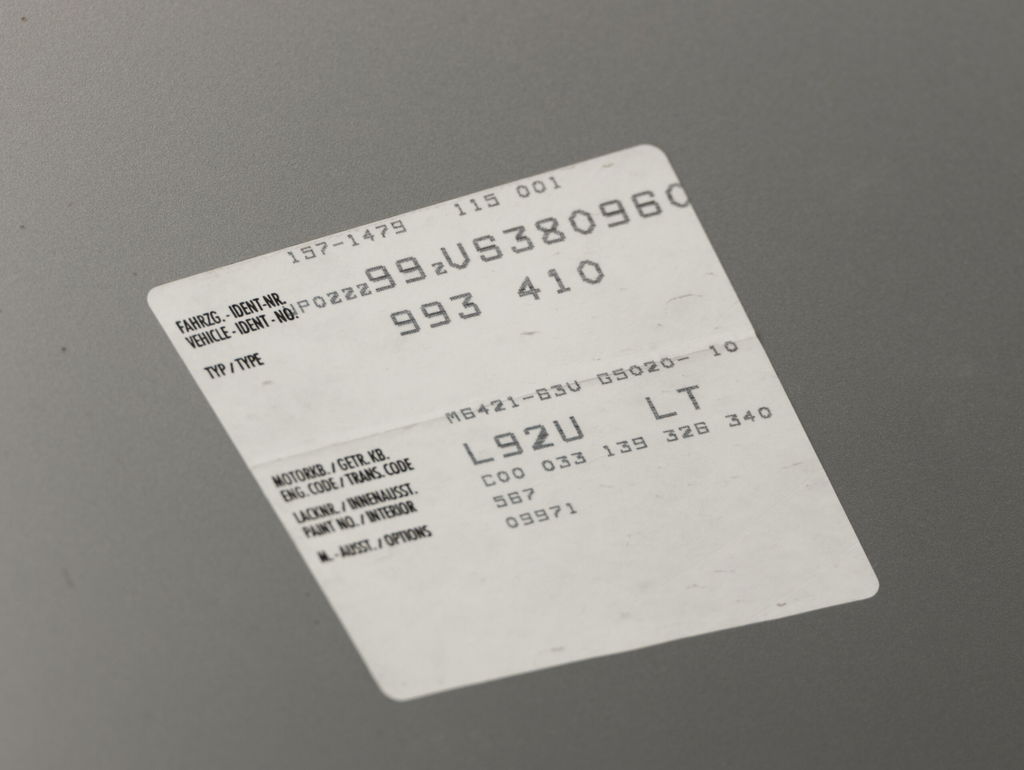 157-1479 115 001
FAHRZG.-IDENT-NR. WP0ZZZ99ZUS380960
VEHICLE-IDENT-NO.
TYP/TYPE 993 410
MOTORKB./GETR.KB. M6421-63U G5020- 10
ENG.CODE/TRANS.CODE
LACKNR./INNENAUSST. L92U LT
PAINT NO./INTERIOR
M.-AUSST./OPTIONS C00 033 139 326 340
567
09971